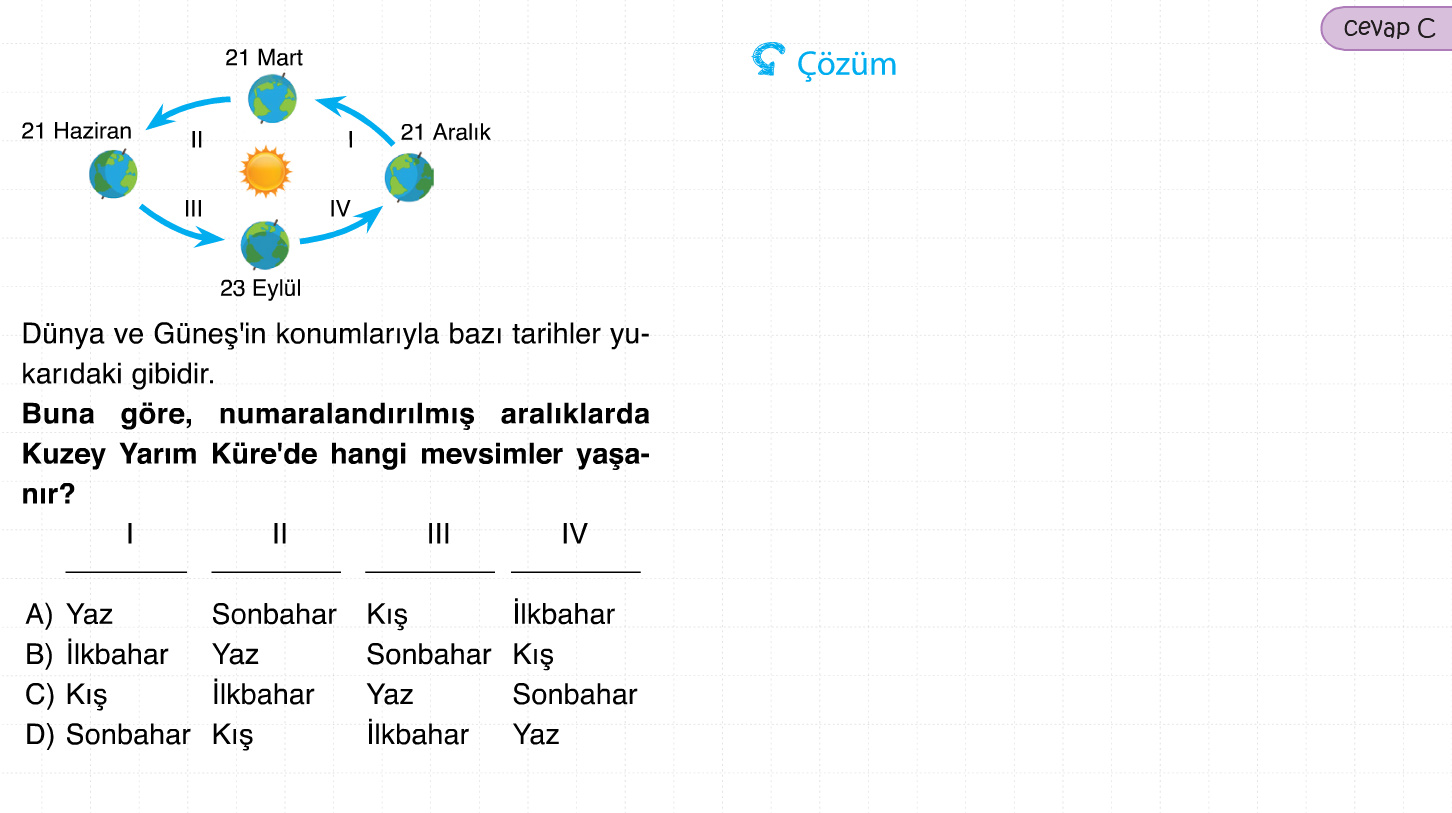 cevap C
Çözüm
21 Mart
21 Haziran
II
I
21 Aralık
III
IV
23 Eylül
Dünya ve Güneş'in konumlarıyla bazı tarihler yu-
karıdaki gibidir.
Buna göre, numaralandırılmış aralıklarda
Kuzey Yarım Küre'de hangi mevsimler yaşa-
nır?
I II III IV
A) Yaz Sonbahar Kış İlkbahar
B) İlkbahar Yaz Sonbahar Kış
C) Kış İlkbahar Yaz Sonbahar
D) Sonbahar Kış İlkbahar Yaz